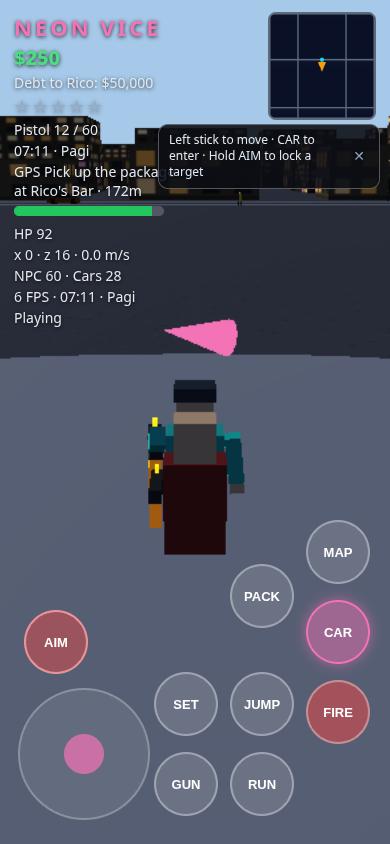 NEON VICE
$250
Debt to Rico: $50,000
☆☆☆☆☆
Pistol 12 / 60
07:11 · Pagi
GPS Pick up the packag
at Rico's Bar · 172m
Left stick to move · CAR to
enter · Hold AIM to lock a
target
✕
HP 92
x 0 · z 16 · 0.0 m/s
NPC 60 · Cars 28
6 FPS · 07:11 · Pagi
Playing
MAP
PACK
CAR
AIM
SET
JUMP
FIRE
GUN
RUN